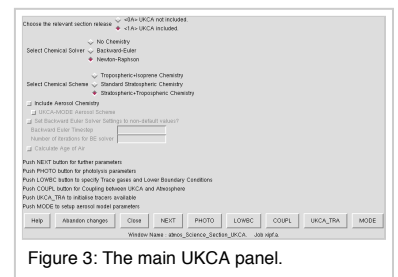 Choose the relevant section release
<0A> UKCA not included.
<1A> UKCA included.
Select Chemical Solver
No Chemistry
Backward-Euler
Newton-Raphson
Select Chemical Scheme
Tropospheric+Isoprene Chemistry
Standard Stratospheric Chemistry
Stratospheric+Tropospheric Chemistry
Include Aerosol Chemistry
UKCA-MODE Aerosol Scheme
Set Backward Euler Solver Settings to non-default values?
Backward Euler Timestep
Number of iterations for BE solver
Calculate Age of Air
Push NEXT button for further parameters
Push PHOTO button for photolysis parameters
Push LOWBC button to specify Trace gases and Lower Boundary Conditions
Push COUPL button for Coupling between UKCA and Atmosphere
Push UKCA_TRA to initialise tracers available
Push MODE to setup aerosol model parameters
Help Abandon changes Close NEXT PHOTO LOWBC COUPL UKCA_TRA MODE
Window Name : atmos_Science_Section_UKCA. Job xipf.a.
Figure 3: The main UKCA panel.